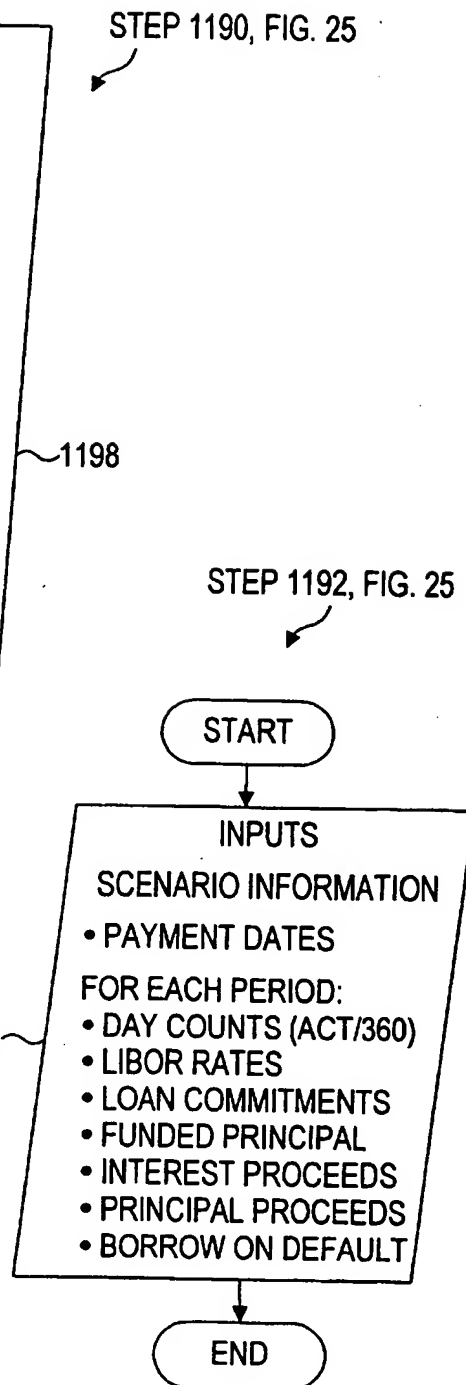 STEP 1190, FIG. 25
1198
STEP 1192, FIG. 25
START
INPUTS
SCENARIO INFORMATION
• PAYMENT DATES
FOR EACH PERIOD:
• DAY COUNTS (ACT/360)
• LIBOR RATES
• LOAN COMMITMENTS
• FUNDED PRINCIPAL
• INTEREST PROCEEDS
• PRINCIPAL PROCEEDS
• BORROW ON DEFAULT
END